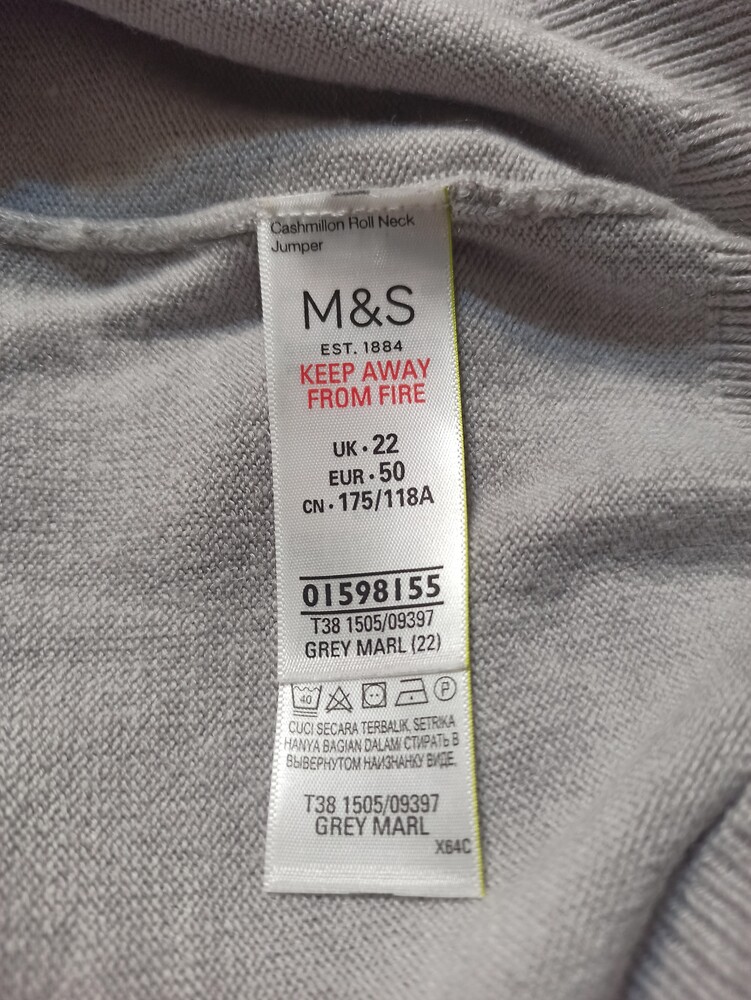 Cashmillon Roll Neck
Jumper
M&S
EST. 1884
KEEP AWAY
FROM FIRE
UK · 22
EUR · 50
CN · 175/118A
01598155
T38 1505/09397
GREY MARL (22)
40 P
CUCI SECARA TERBALIK, SETRIKA
HANYA BAGIAN DALAM/ СТИРАТЬ В
ВЫВЕРНУТОМ НАИЗНАНКУ ВИДЕ.
T38 1505/09397
GREY MARL
X64C